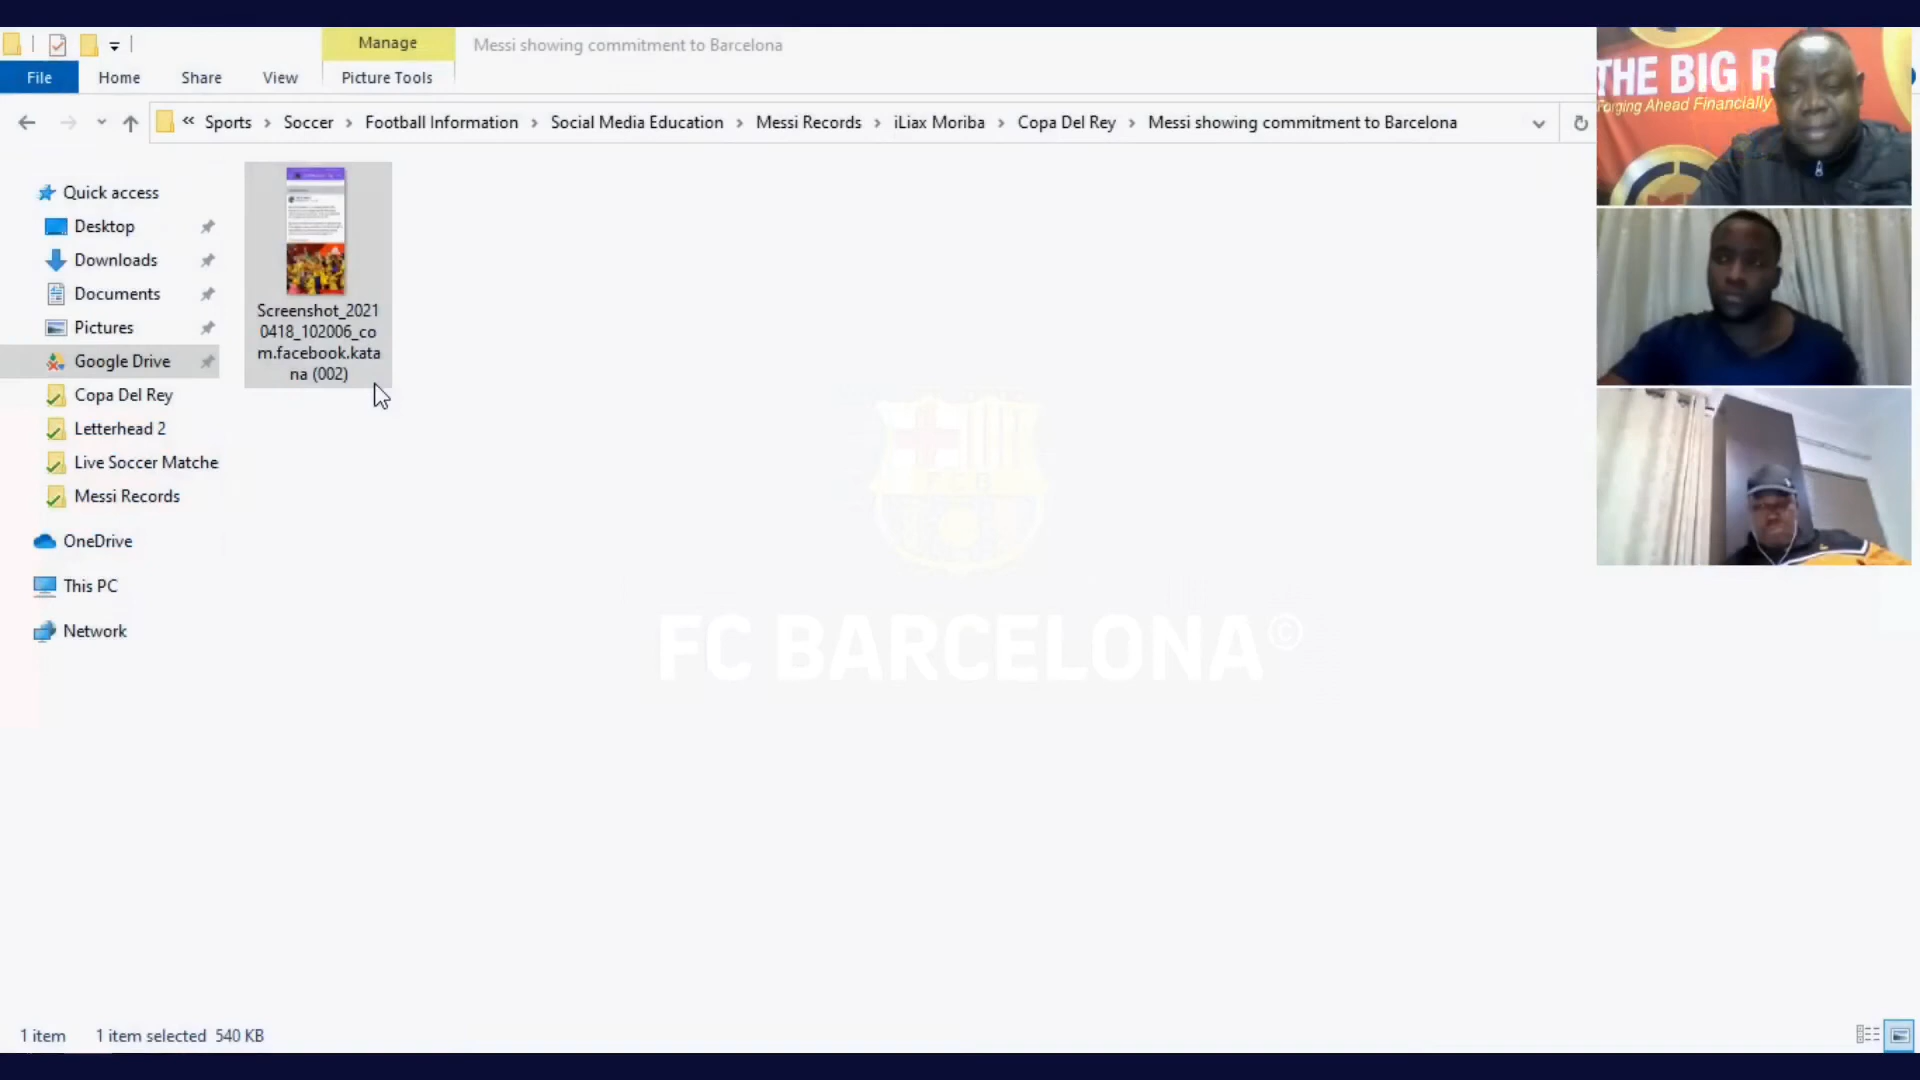 Manage
Messi showing commitment to Barcelona
File
Home
Share
View
Picture Tools
« Sports › Soccer › Football Information › Social Media Education › Messi Records › iLiax Moriba › Copa Del Rey › Messi showing commitment to Barcelona
THE BIG R
Forging Ahead Financially
Quick access
Desktop
Downloads
Documents
Pictures
Google Drive
Copa Del Rey
Letterhead 2
Live Soccer Matche
Messi Records
OneDrive
This PC
Network
Screenshot_2021
0418_102006_co
m.facebook.kata
na (002)
FCB
FC BARCELONA©
1 item
1 item selected 540 KB